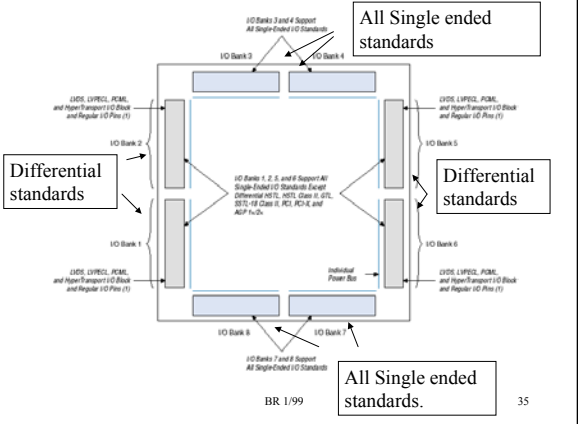 I/O Banks 3 and 4 Support
All Single-Ended I/O Standards
All Single ended
standards
I/O Bank 3
I/O Bank 4
LVDS, LVPECL, PCML,
and HyperTransport I/O Block
and Regular I/O Pins (1)
LVDS, LVPECL, PCML,
and HyperTransport I/O Block
and Regular I/O Pins (1)
I/O Bank 2
I/O Bank 5
Differential
standards
I/O Banks 1, 2, 5, and 6 Support All
Single-Ended I/O Standards Except
Differential HSTL, HSTL Class II, GTL,
SSTL-18 Class II, PCI, PCI-X, and
AGP 1×/2×
Differential
standards
I/O Bank 1
I/O Bank 6
Individual
Power Bus
LVDS, LVPECL, PCML,
and HyperTransport I/O Block
and Regular I/O Pins (1)
LVDS, LVPECL, PCML,
and HyperTransport I/O Block
and Regular I/O Pins (1)
I/O Bank 8
I/O Bank 7
I/O Banks 7 and 8 Support
All Single-Ended I/O Standards
All Single ended
standards.
BR 1/99
35